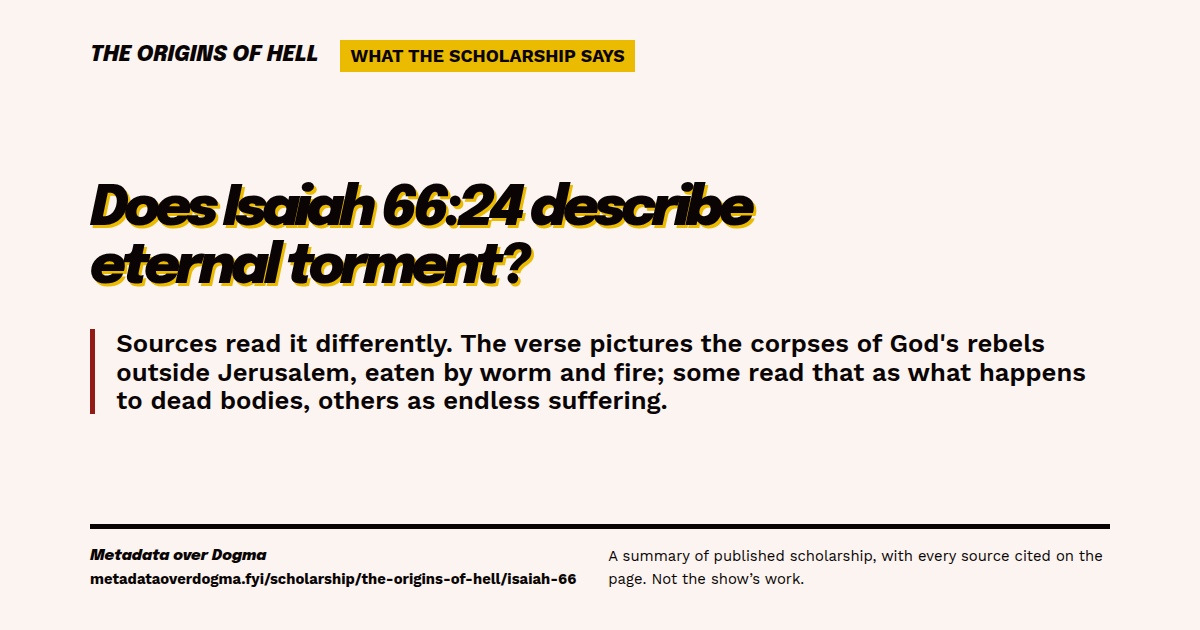 THE ORIGINS OF HELL
WHAT THE SCHOLARSHIP SAYS
Does Isaiah 66:24 describe
eternal torment?
Sources read it differently. The verse pictures the corpses of God's rebels
outside Jerusalem, eaten by worm and fire; some read that as what happens
to dead bodies, others as endless suffering.
Metadata over Dogma
metadataoverdogma.fyi/scholarship/the-origins-of-hell/isaiah-66
A summary of published scholarship, with every source cited on the
page. Not the show’s work.